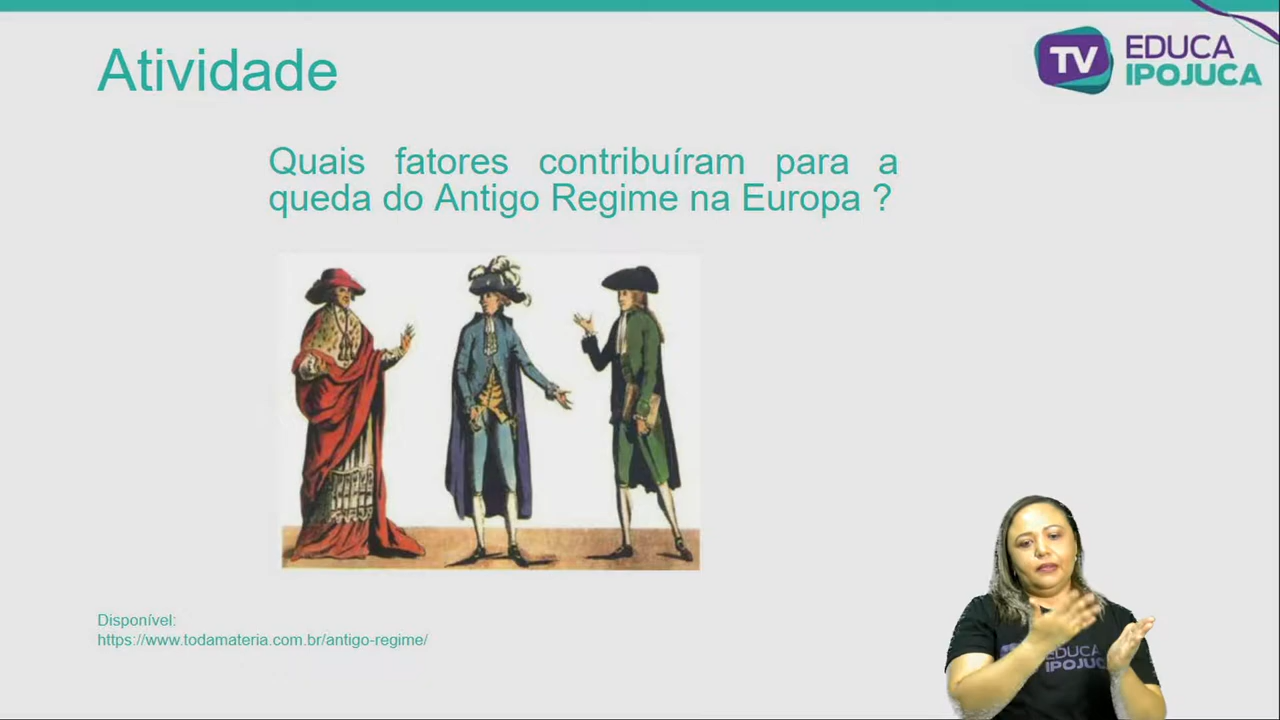 Atividade
TV EDUCA
IPOJUCA
Quais fatores contribuíram para a
queda do Antigo Regime na Europa ?
Disponível:
https://www.todamateria.com.br/antigo-regime/
EDUCA
IPOJUCA